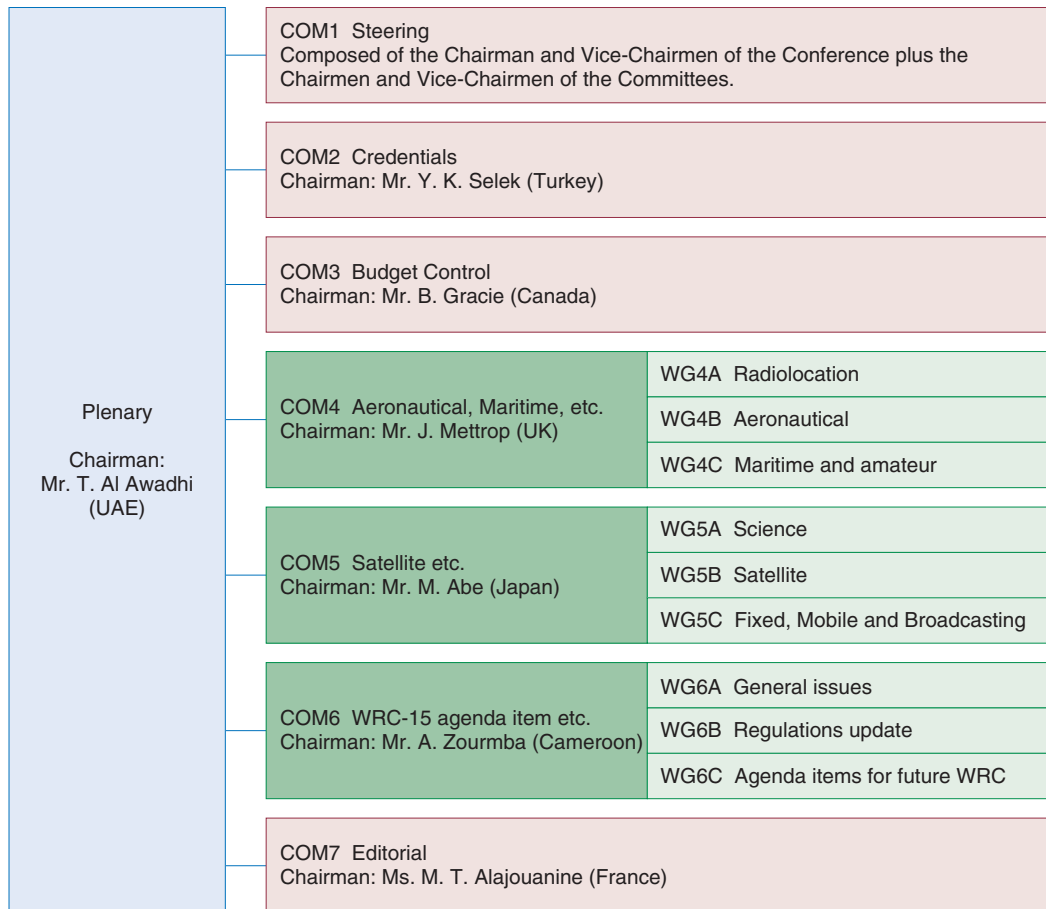 Plenary
Chairman:
Mr. T. Al Awadhi
(UAE)
COM1 Steering
Composed of the Chairman and Vice-Chairmen of the Conference plus the
Chairmen and Vice-Chairmen of the Committees.
COM2 Credentials
Chairman: Mr. Y. K. Selek (Turkey)
COM3 Budget Control
Chairman: Mr. B. Gracie (Canada)
COM4 Aeronautical, Maritime, etc.
Chairman: Mr. J. Mettrop (UK)
WG4A Radiolocation
WG4B Aeronautical
WG4C Maritime and amateur
COM5 Satellite etc.
Chairman: Mr. M. Abe (Japan)
WG5A Science
WG5B Satellite
WG5C Fixed, Mobile and Broadcasting
COM6 WRC-15 agenda item etc.
Chairman: Mr. A. Zourmba (Cameroon)
WG6A General issues
WG6B Regulations update
WG6C Agenda items for future WRC
COM7 Editorial
Chairman: Ms. M. T. Alajouanine (France)